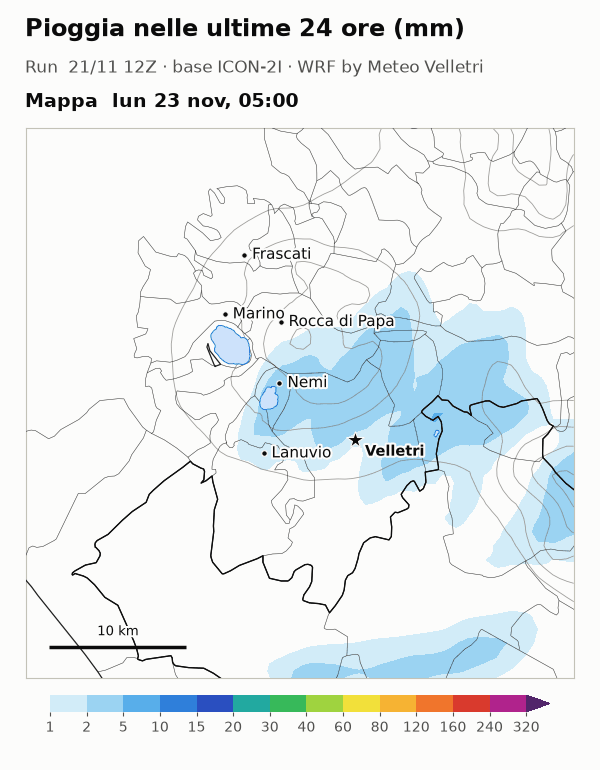 Pioggia nelle ultime 24 ore (mm)
Run  21/11 12Z · base ICON-2I · WRF by Meteo Velletri
Mappa  lun 23 nov, 05:00
Frascati
Marino
Rocca di Papa
Nemi
Velletri
Lanuvio
10 km
1 2 5 10 15 20 30 40 60 80 120 160 240 320